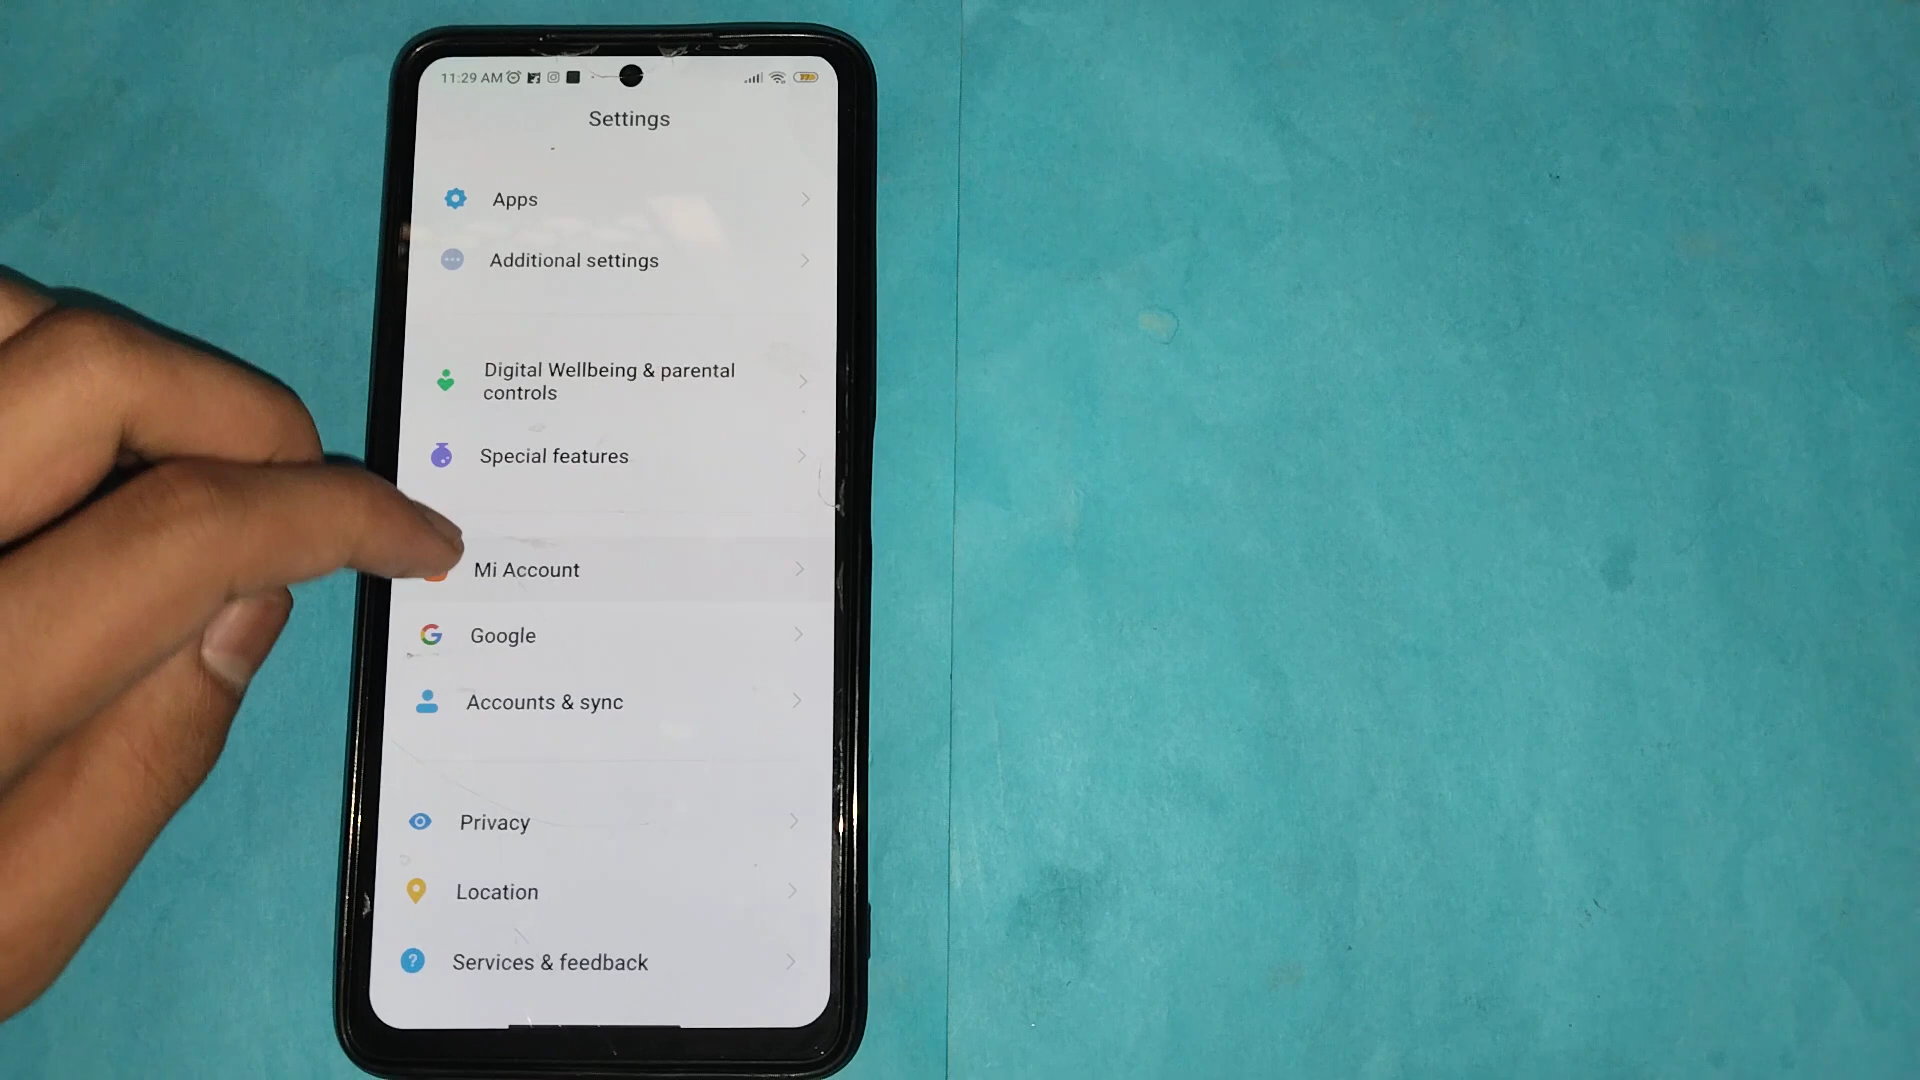 11:29 AM
Settings
Apps
Additional settings
Digital Wellbeing & parental
controls
Special features
Mi Account
Google
Accounts & sync
Privacy
Location
Services & feedback